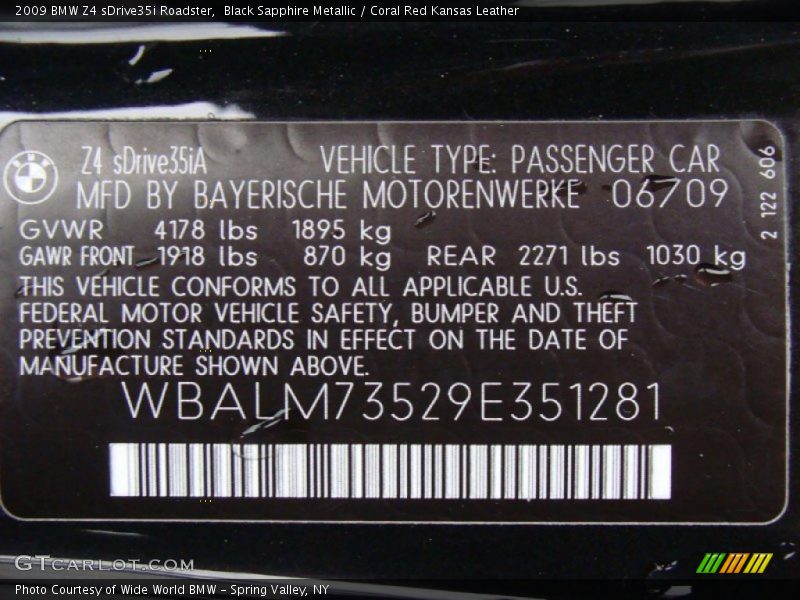 2009 BMW Z4 sDrive35i Roadster, Black Sapphire Metallic / Coral Red Kansas Leather
BMW
Z4 sDrive35iA VEHICLE TYPE: PASSENGER CAR
MFD BY BAYERISCHE MOTORENWERKE 06/09
GVWR 4178 lbs 1895 kg
GAWR FRONT 1918 lbs 870 kg REAR 2271 lbs 1030 kg
THIS VEHICLE CONFORMS TO ALL APPLICABLE U.S.
FEDERAL MOTOR VEHICLE SAFETY, BUMPER AND THEFT
PREVENTION STANDARDS IN EFFECT ON THE DATE OF
MANUFACTURE SHOWN ABOVE.
WBALM73529E351281
2 122 606
GTCARLOT.COM
Photo Courtesy of Wide World BMW – Spring Valley, NY